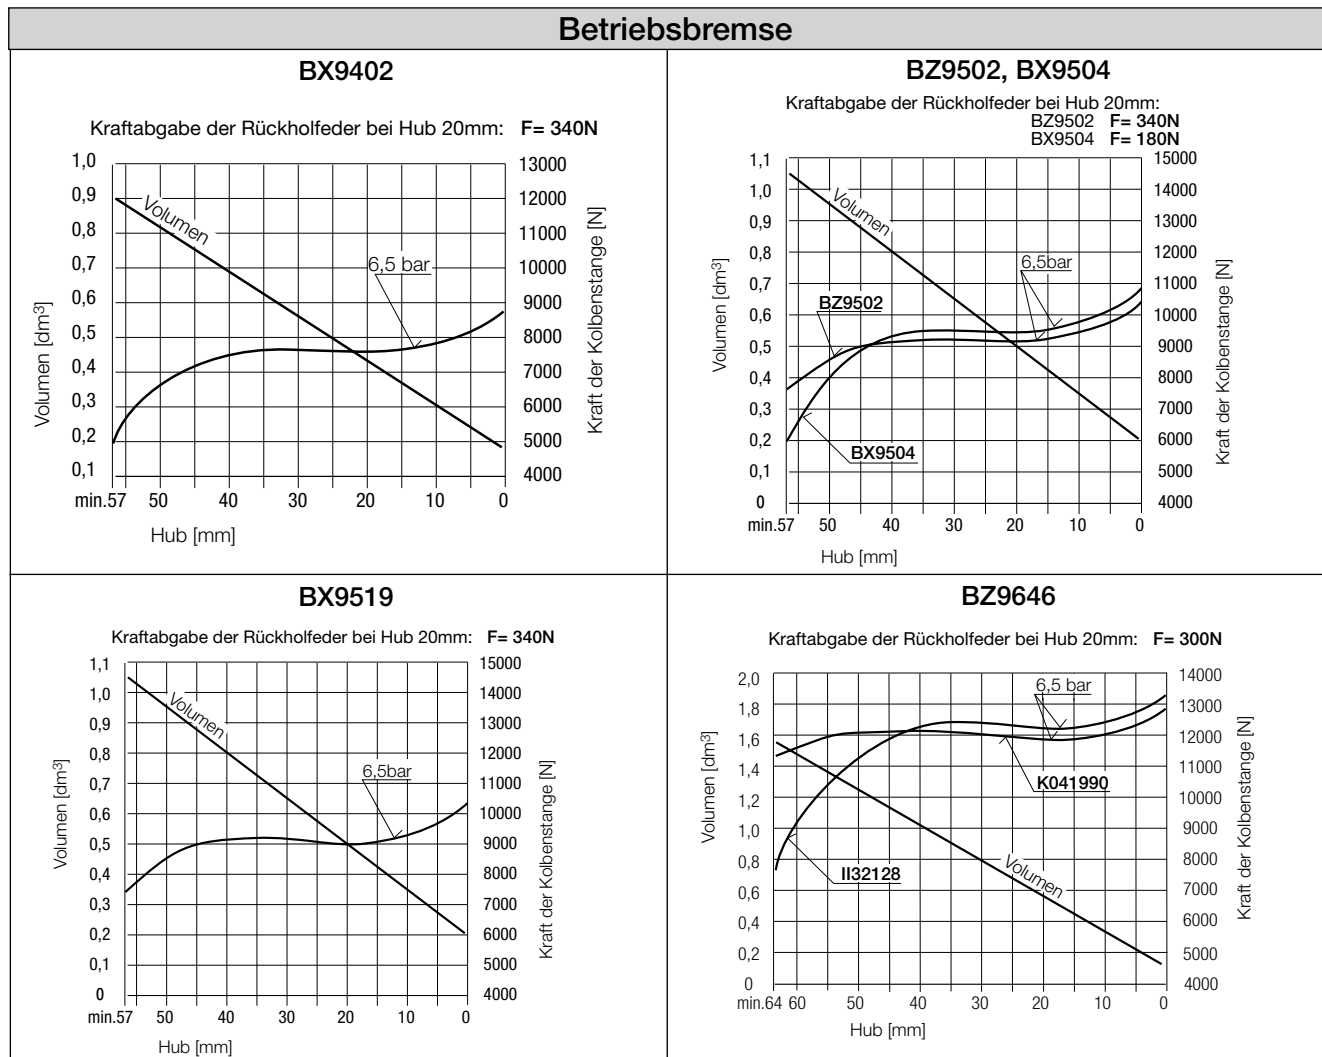 Betriebsbremse
BX9402
Kraftabgabe der Rückholfeder bei Hub 20mm: F= 340N
1,0
0,9
0,8
0,7
0,6
0,5
0,4
0,3
0,2
0,1
Volumen [dm³]
Volumen
6,5 bar
13000
12000
11000
10000
9000
8000
7000
6000
5000
4000
Kraft der Kolbenstange [N]
min.57 50 40 30 20 10 0
Hub [mm]
BZ9502, BX9504
Kraftabgabe der Rückholfeder bei Hub 20mm:
BZ9502 F= 340N
BX9504 F= 180N
1,1
1,0
0,9
0,8
0,7
0,6
0,5
0,4
0,3
0,2
0,1
0
Volumen [dm³]
Volumen
6,5bar
BZ9502
BX9504
15000
14000
13000
12000
11000
10000
9000
8000
7000
6000
5000
4000
Kraft der Kolbenstange [N]
min.57 50 40 30 20 10 0
Hub [mm]
BX9519
Kraftabgabe der Rückholfeder bei Hub 20mm: F= 340N
1,1
1,0
0,9
0,8
0,7
0,6
0,5
0,4
0,3
0,2
0,1
0
Volumen [dm³]
Volumen
6,5bar
15000
14000
13000
12000
11000
10000
9000
8000
7000
6000
5000
4000
Kraft der Kolbenstange [N]
min.57 50 40 30 20 10 0
Hub [mm]
BZ9646
Kraftabgabe der Rückholfeder bei Hub 20mm: F= 300N
2,0
1,8
1,6
1,4
1,2
1,0
0,8
0,6
0,4
0,2
0
Volumen [dm³]
6,5 bar
K041990
II32128
Volumen
14000
13000
12000
11000
10000
9000
8000
7000
6000
5000
4000
Kraft der Kolbenstange [N]
min.64 60 50 40 30 20 10 0
Hub [mm]